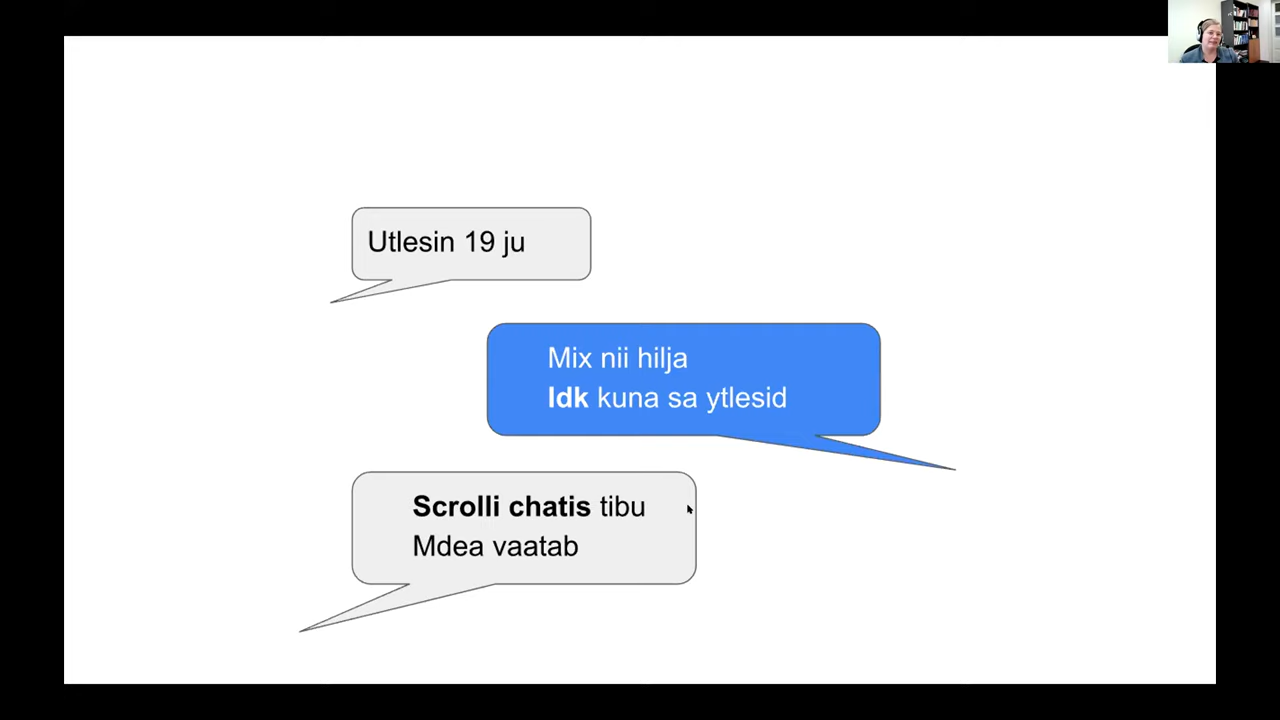 Utlesin 19 ju
Mix nii hilja
Idk kuna sa ytlesid
Scrolli chatis tibu
Mdea vaatab